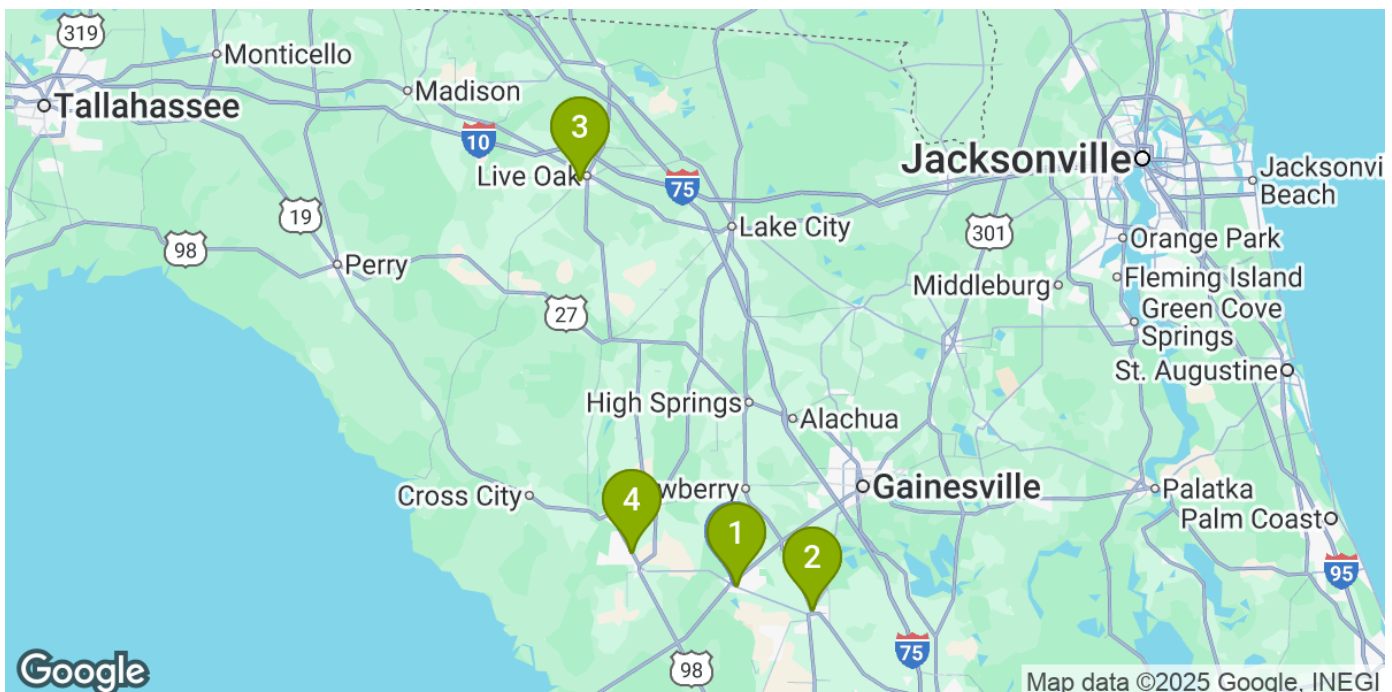 319
Monticello
Tallahassee
Madison
3
10
Jacksonville
Live Oak
75
Jacksonvi
Beach
19
Lake City
301
98
Orange Park
Perry
Fleming Island
Middleburg
27
Green Cove
Springs
St. Augustine
High Springs
Alachua
Cross City
wberry
Gainesville
Palatka
4
Palm Coast
1
2
95
75
98
Google
Map data ©2025 Google, INEGI